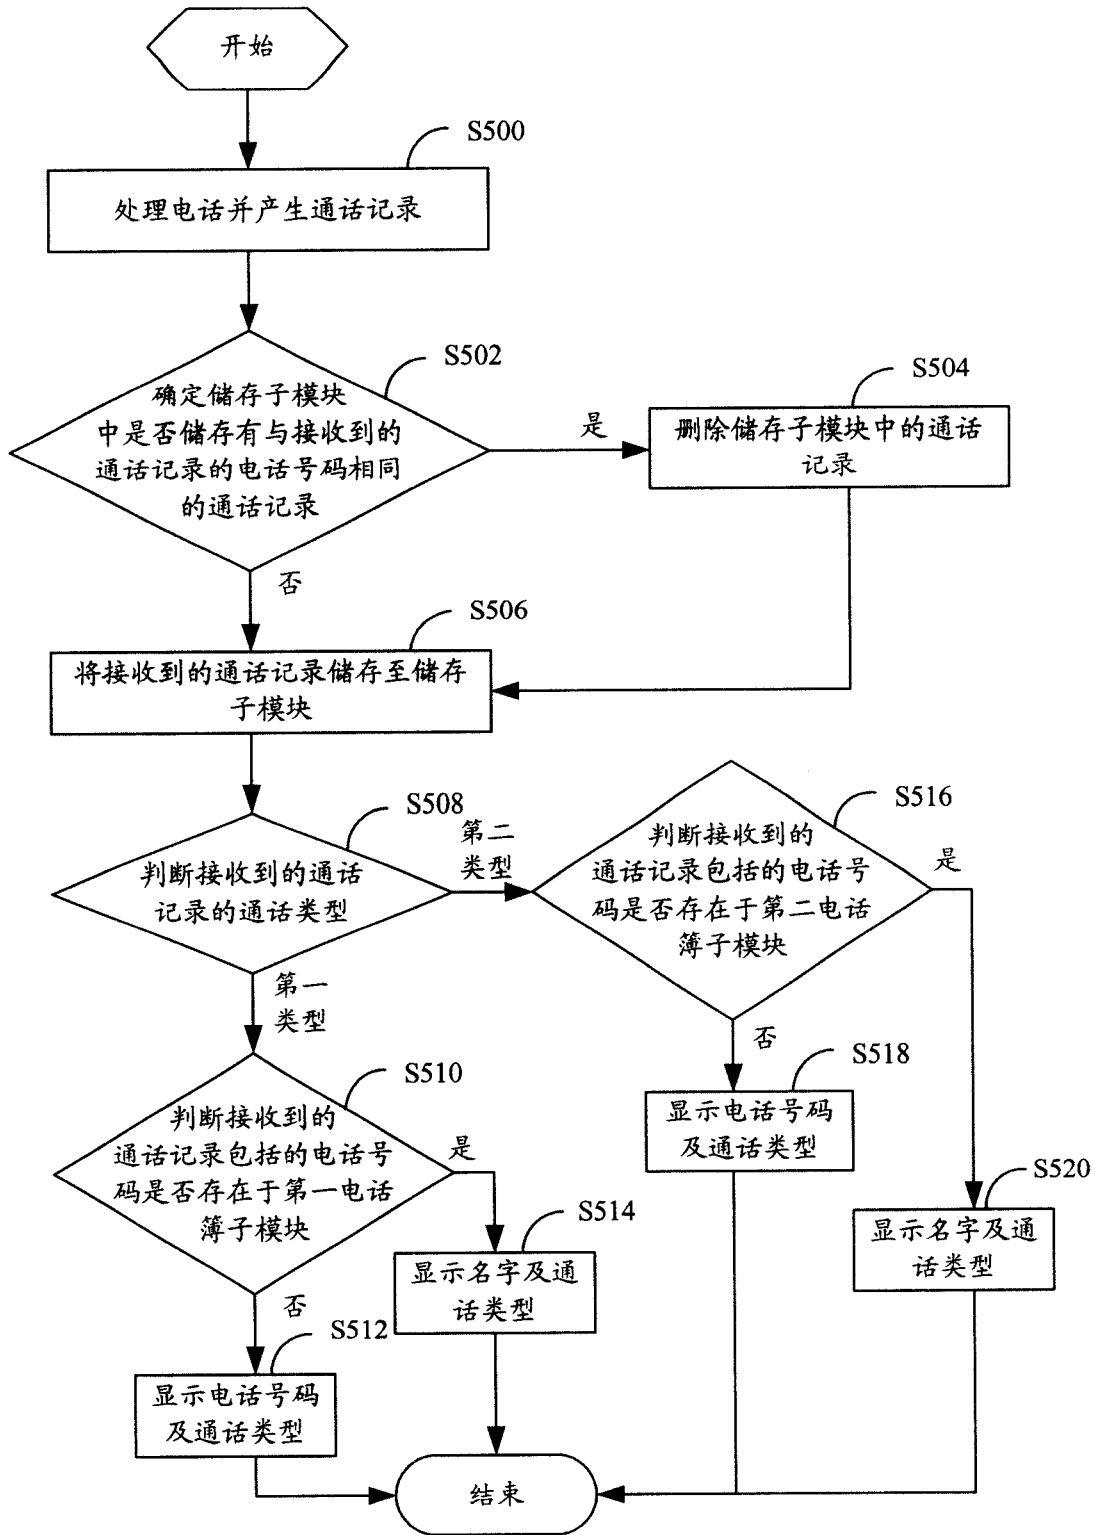 开始
S500
处理电话并产生通话记录
S502
确定储存子模块
中是否储存有与接收到的
通话记录的电话号码相同
的通话记录
是
S504
删除储存子模块中的通话
记录
否
S506
将接收到的通话记录储存至储存
子模块
S508
判断接收到的通话
记录的通话类型
第二
类型
S516
判断接收到的
通话记录包括的电话号
码是否存在于第二电话
簿子模块
是
第一
类型
否
S518
显示电话号码
及通话类型
S510
判断接收到的
通话记录包括的电话号
码是否存在于第一电话
簿子模块
是
S520
显示名字及通
话类型
S514
显示名字及通
话类型
否
S512
显示电话号码
及通话类型
结束